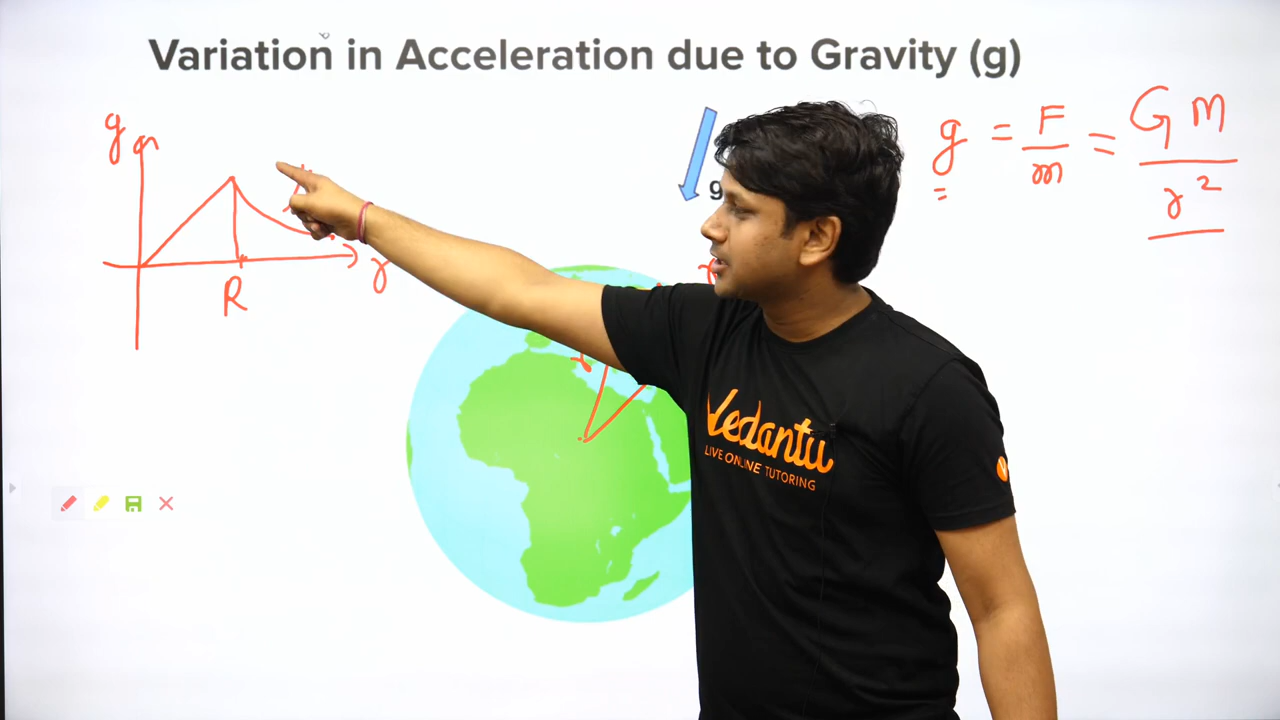 Variation in Acceleration due to Gravity (g)
g
r
R
g
g = F/m = GM/r²
r
Vedantu
LIVE ONLINE TUTORING
V